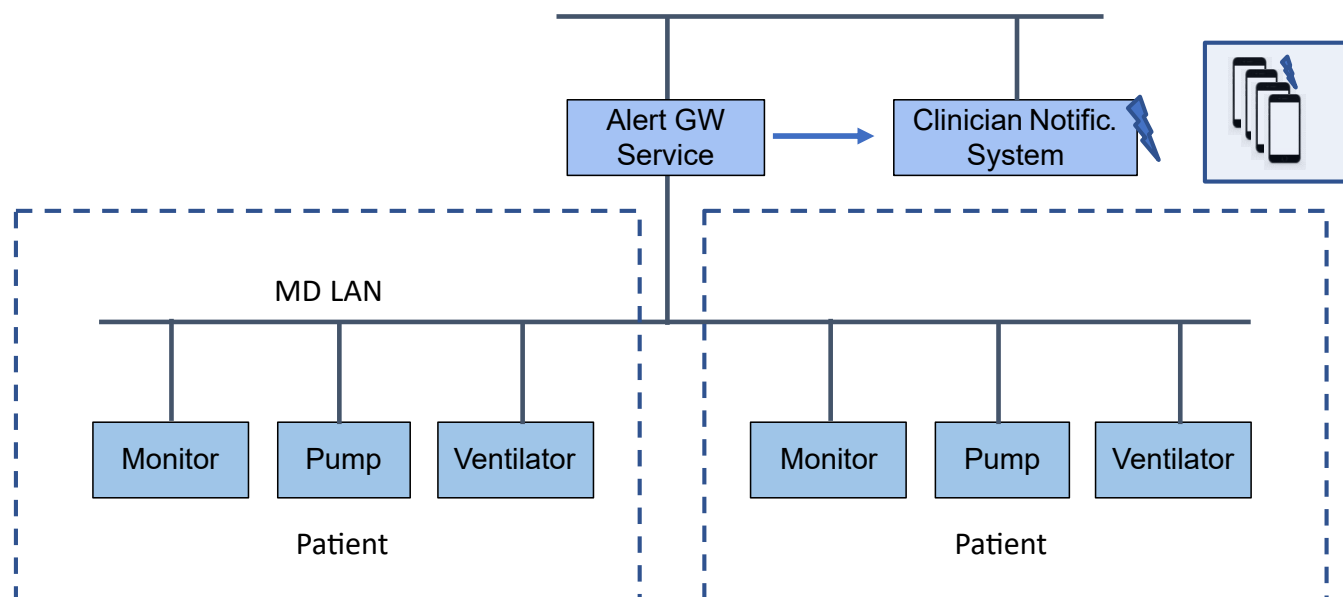 Alert GW
Service
Clinician Notific.
System
MD LAN
Monitor
Pump
Ventilator
Patient
Monitor
Pump
Ventilator
Patient